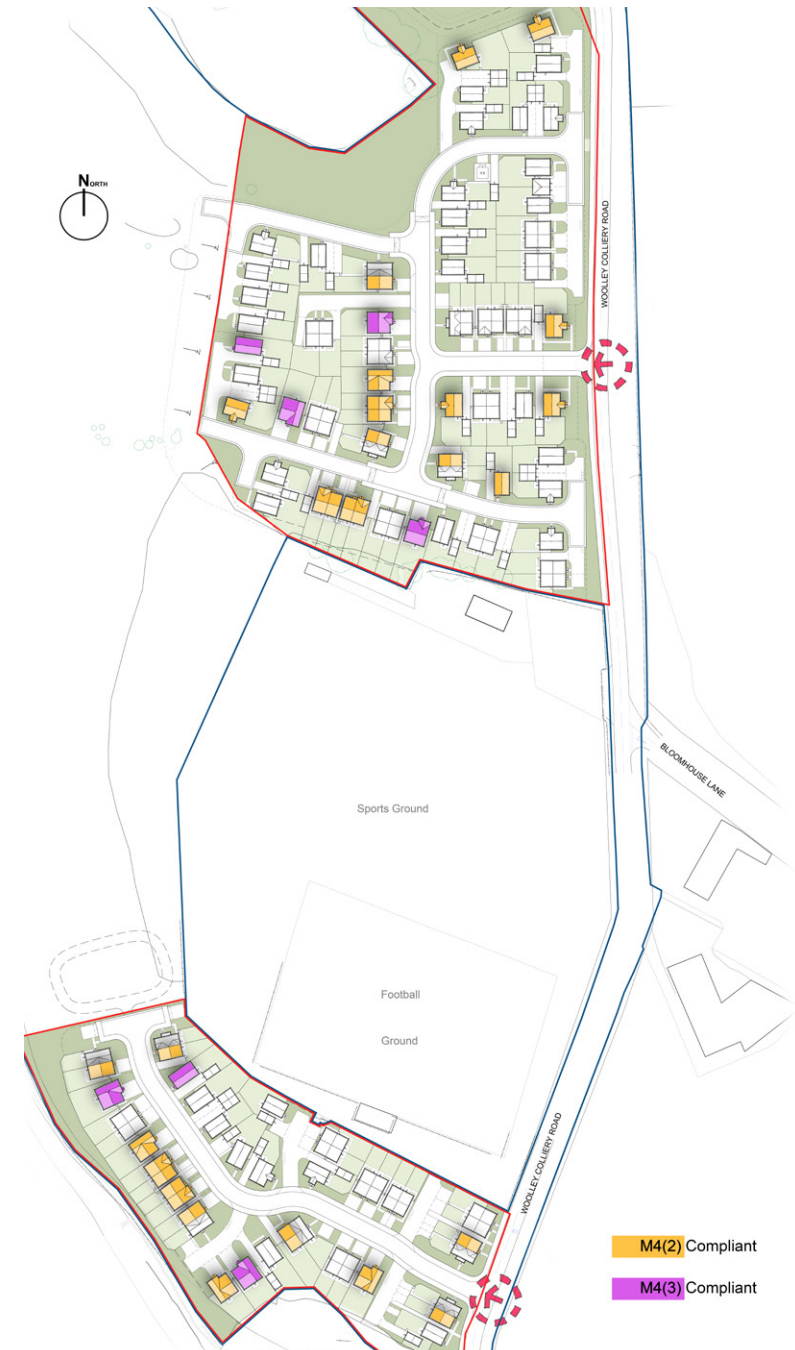 NORTH
WOOLLEY COLLIERY ROAD
BLOOMHOUSE LANE
Sports Ground
Football
Ground
WOOLLEY COLLIERY ROAD
M4(2) Compliant
M4(3) Compliant